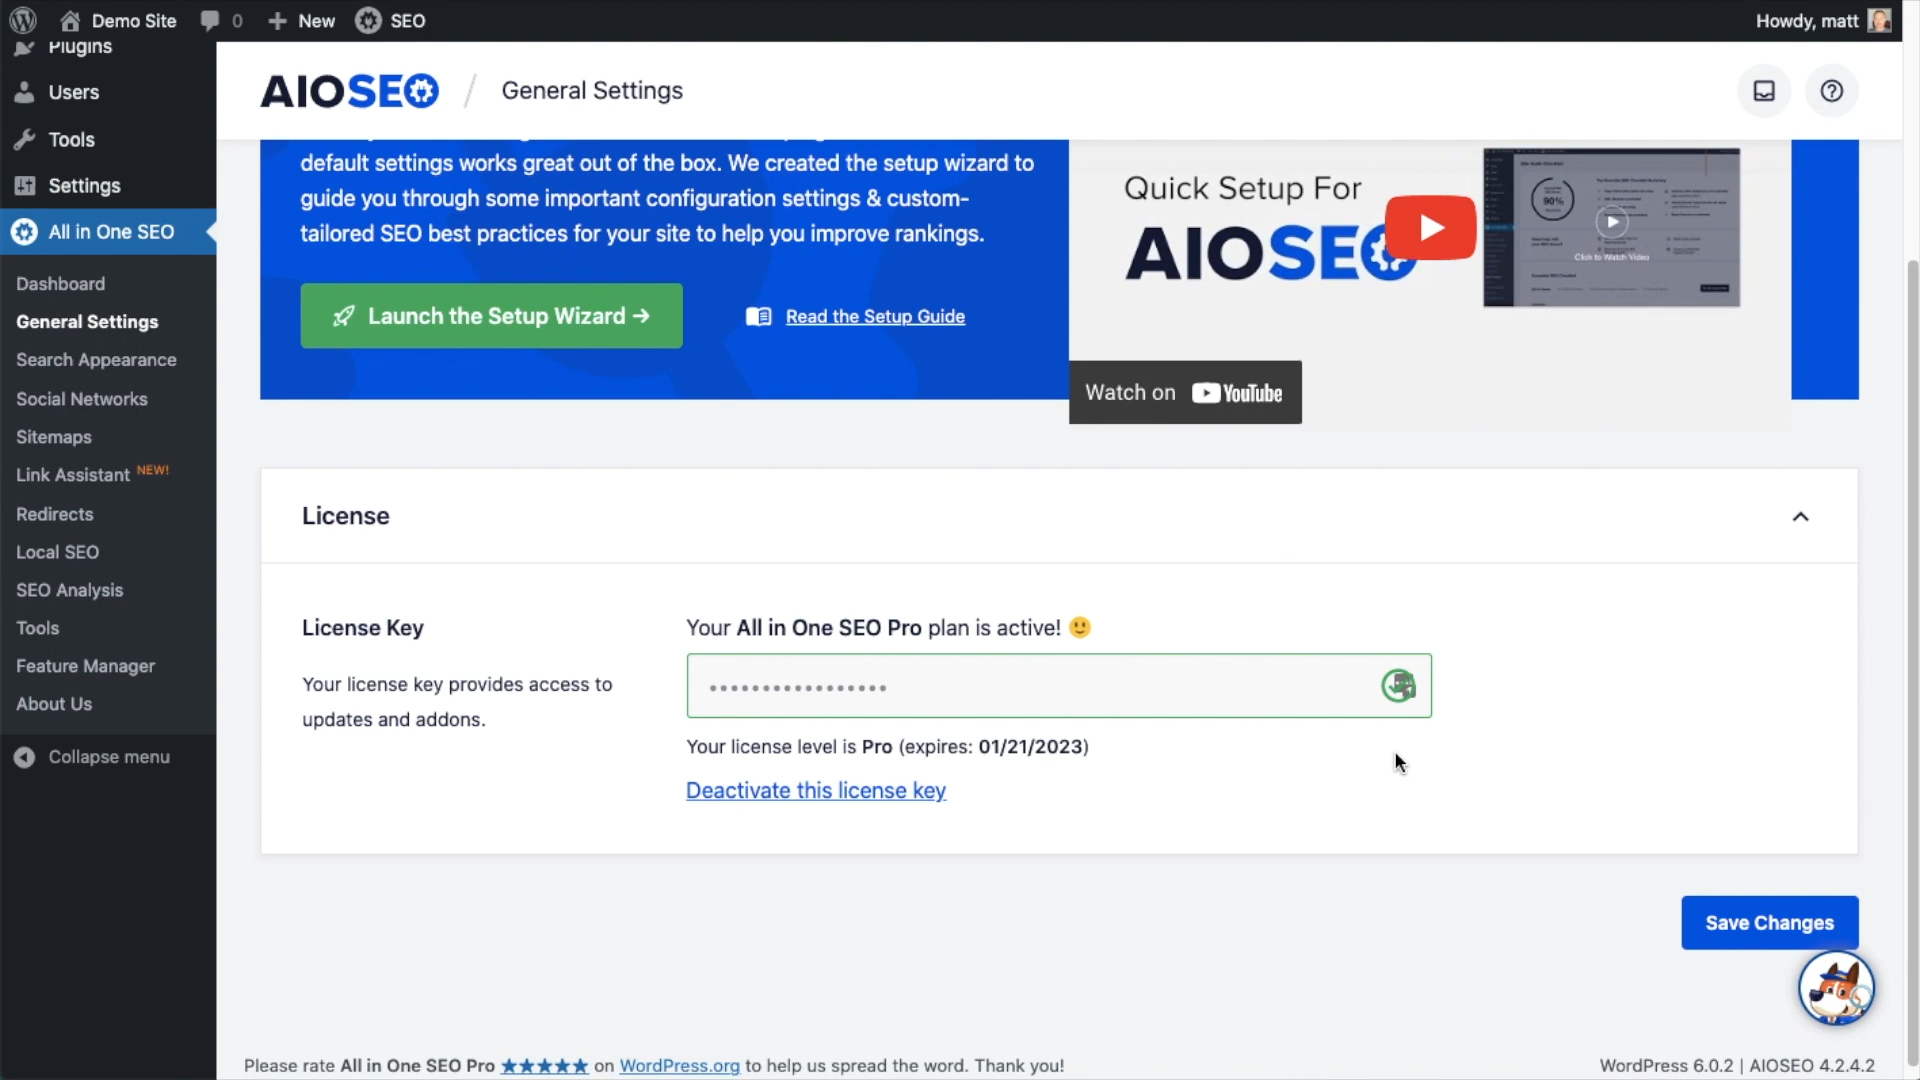 Demo Site 0 New SEO Howdy, matt
Plugins
Users
Tools
Settings
All in One SEO
Dashboard
General Settings
Search Appearance
Social Networks
Sitemaps
Link Assistant NEW!
Redirects
Local SEO
SEO Analysis
Tools
Feature Manager
About Us
Collapse menu
AIOSEO / General Settings
default settings works great out of the box. We created the setup wizard to
guide you through some important configuration settings & custom-
tailored SEO best practices for your site to help you improve rankings.
Launch the Setup Wizard →
Read the Setup Guide
Quick Setup For
AIOSEO
90%
Click to Watch Video
Watch on YouTube
License
License Key
Your license key provides access to
updates and addons.
Your All in One SEO Pro plan is active! 🙂
•••••••••••••••••
Your license level is Pro (expires: 01/21/2023)
Deactivate this license key
Save Changes
Please rate All in One SEO Pro ★★★★★ on WordPress.org to help us spread the word. Thank you!
WordPress 6.0.2 | AIOSEO 4.2.4.2